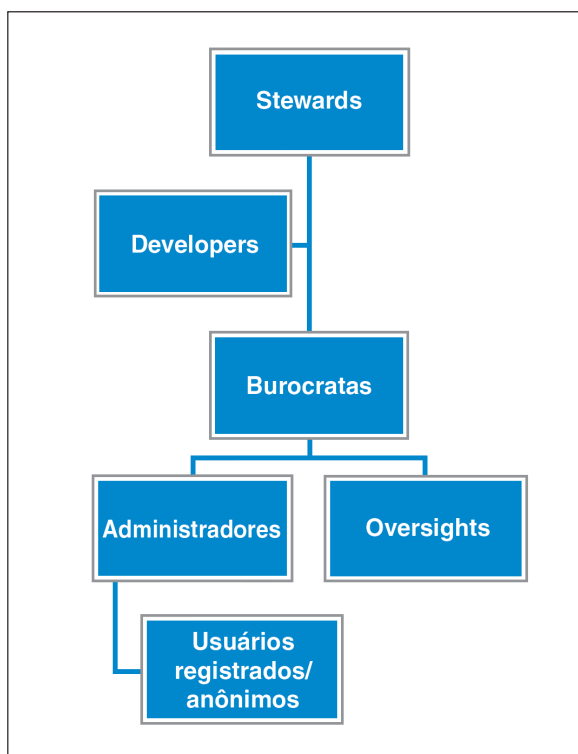 Stewards
Developers
Burocratas
Administradores
Oversights
Usuários
registrados/
anônimos